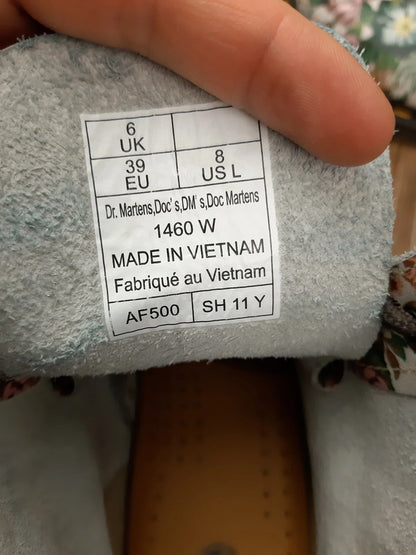 6
UK
39
EU
8
US L
Dr. Martens,Doc' s,DM' s,Doc Martens
1460 W
MADE IN VIETNAM
Fabriqué au Vietnam
AF500
SH 11 Y